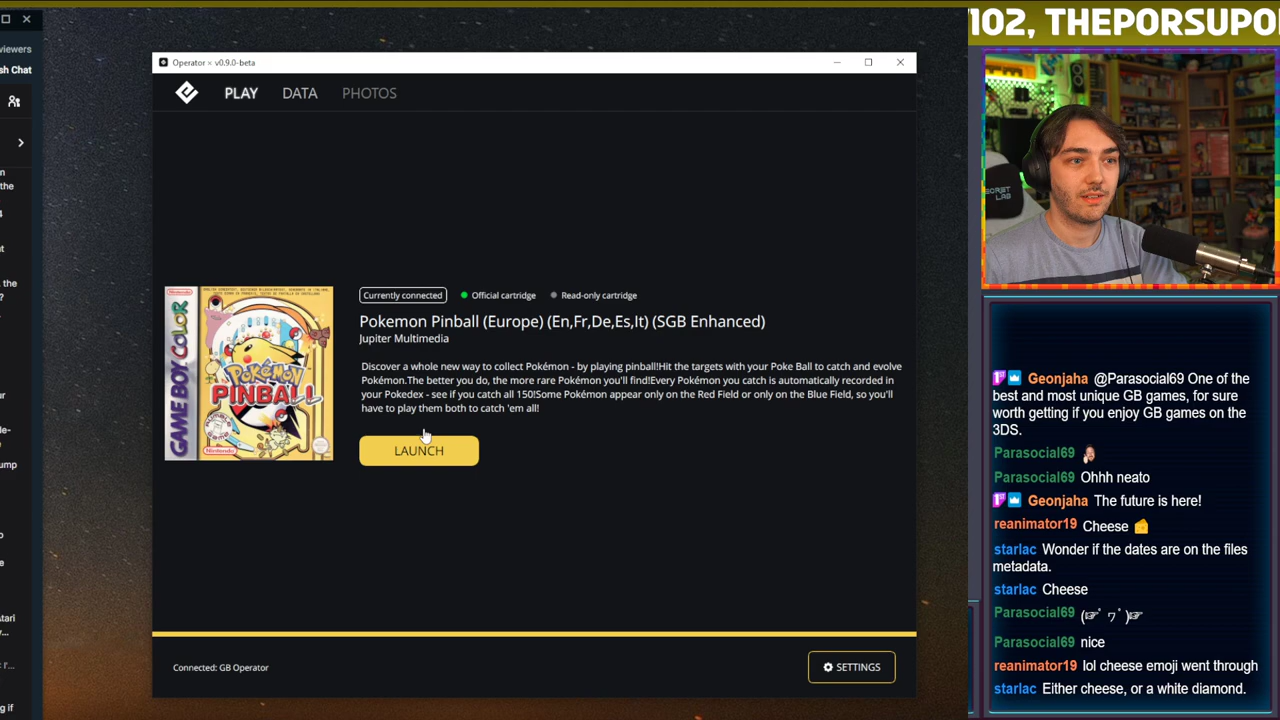 102, THEPORSUPO
viewers
sh Chat
Operator × v0.9.0-beta
PLAY DATA PHOTOS
Currently connected Official cartridge Read-only cartridge
Pokemon Pinball (Europe) (En,Fr,De,Es,It) (SGB Enhanced)
Jupiter Multimedia
Discover a whole new way to collect Pokémon - by playing pinball!Hit the targets with your Poke Ball to catch and evolve
Pokémon.The better you do, the more rare Pokémon you'll find!Every Pokémon you catch is automatically recorded in
your Pokedex - see if you catch all 150!Some Pokémon appear only on the Red Field or only on the Blue Field, so you'll
have to play them both to catch 'em all!
LAUNCH
Nintendo
GAME BOY COLOR
POKÉMON
PINBALL
Nintendo
Connected: GB Operator
SETTINGS
Geonjaha @Parasocial69 One of the
best and most unique GB games, for sure
worth getting if you enjoy GB games on the
3DS.
Parasocial69
Parasocial69 Ohhh neato
Geonjaha The future is here!
reanimator19 Cheese
starlac Wonder if the dates are on the files
metadata.
starlac Cheese
Parasocial69 (☞ﾟヮﾟ)☞
Parasocial69 nice
reanimator19 lol cheese emoji went through
starlac Either cheese, or a white diamond.